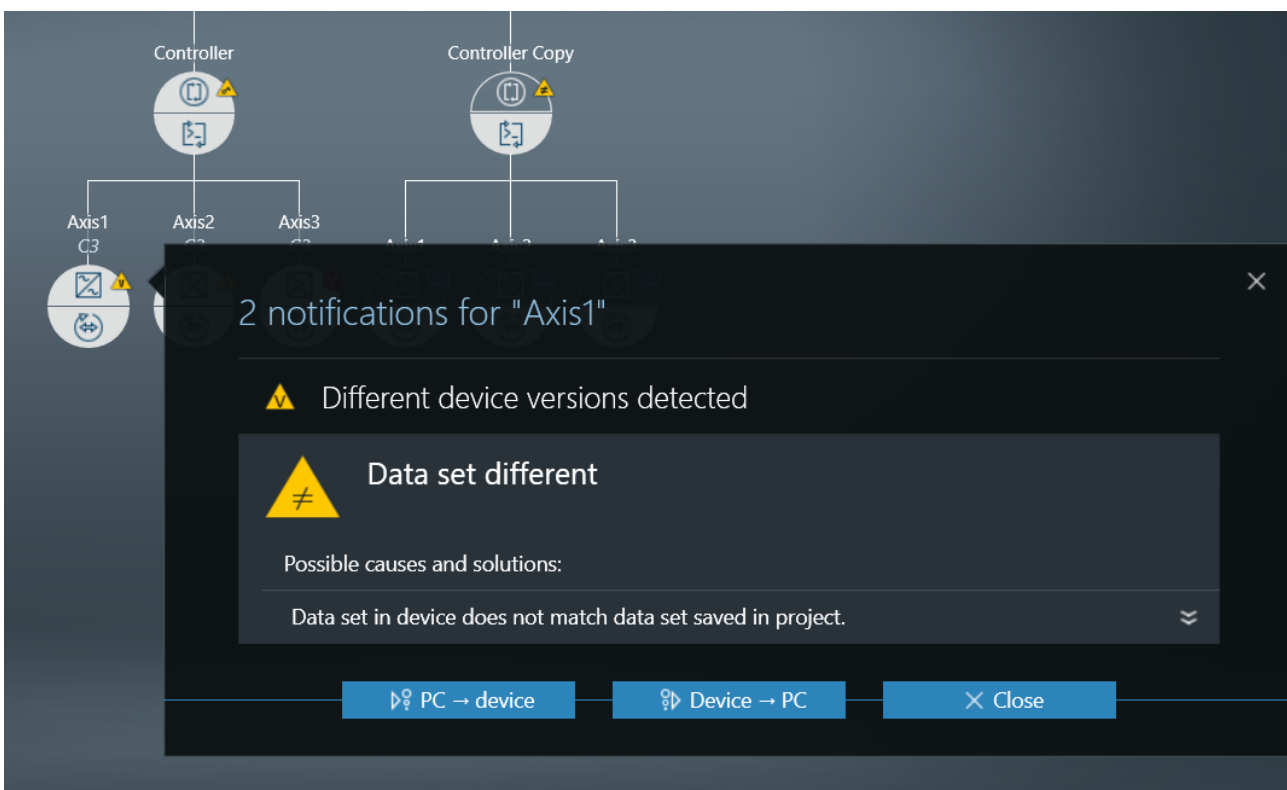 Controller
Controller Copy
Axis1
Axis2
Axis3
C3
2 notifications for "Axis1"
Different device versions detected
Data set different
≠
Possible causes and solutions:
Data set in device does not match data set saved in project.
PC → device
Device → PC
Close